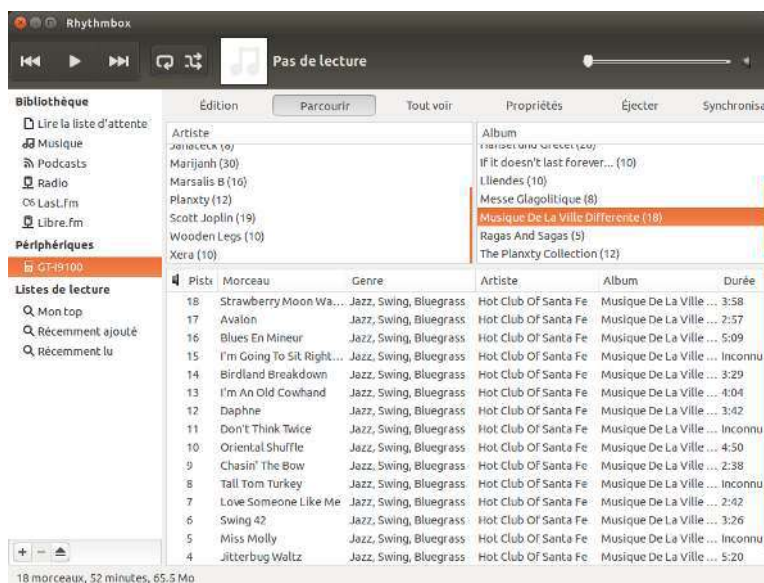 Rhythmbox
Pas de lecture
Bibliothèque
Lire la liste d'attente
Musique
Podcasts
Radio
Last.fm
Libre.fm
Périphériques
GT-I9100
Listes de lecture
Mon top
Récemment ajouté
Récemment lu
Édition Parcourir Tout voir Propriétés Éjecter Synchronisa
Artiste
Janaceck (8)
Marijanh (30)
Marsalis B (16)
Planxty (12)
Scott Joplin (19)
Wooden Legs (10)
Xera (10)
Album
Hansel und Gretel (20)
If it doesn't last forever... (10)
Lliendes (10)
Messe Glagolitique (8)
Musique De La Ville Differente (18)
Ragas And Sagas (5)
The Planxty Collection (12)
Piste Morceau Genre Artiste Album Durée
18 Strawberry Moon Wa... Jazz, Swing, Bluegrass Hot Club Of Santa Fe Musique De La Ville ... 3:58
17 Avalon Jazz, Swing, Bluegrass Hot Club Of Santa Fe Musique De La Ville ... 2:57
16 Blues En Mineur Jazz, Swing, Bluegrass Hot Club Of Santa Fe Musique De La Ville ... 5:09
15 I'm Going To Sit Right... Jazz, Swing, Bluegrass Hot Club Of Santa Fe Musique De La Ville ... Inconnu
14 Birdland Breakdown Jazz, Swing, Bluegrass Hot Club Of Santa Fe Musique De La Ville ... 3:29
13 I'm An Old Cowhand Jazz, Swing, Bluegrass Hot Club Of Santa Fe Musique De La Ville ... 4:04
12 Daphne Jazz, Swing, Bluegrass Hot Club Of Santa Fe Musique De La Ville ... 3:42
11 Don't Think Twice Jazz, Swing, Bluegrass Hot Club Of Santa Fe Musique De La Ville ... Inconnu
10 Oriental Shuffle Jazz, Swing, Bluegrass Hot Club Of Santa Fe Musique De La Ville ... 4:50
9 Chasin' The Bow Jazz, Swing, Bluegrass Hot Club Of Santa Fe Musique De La Ville ... 2:38
8 Tall Tom Turkey Jazz, Swing, Bluegrass Hot Club Of Santa Fe Musique De La Ville ... Inconnu
7 Love Someone Like Me Jazz, Swing, Bluegrass Hot Club Of Santa Fe Musique De La Ville ... 2:42
6 Swing 42 Jazz, Swing, Bluegrass Hot Club Of Santa Fe Musique De La Ville ... 3:26
5 Miss Molly Jazz, Swing, Bluegrass Hot Club Of Santa Fe Musique De La Ville ... Inconnu
4 Jitterbug Waltz Jazz, Swing, Bluegrass Hot Club Of Santa Fe Musique De La Ville ... 5:20
18 morceaux, 52 minutes, 65.5 Mo